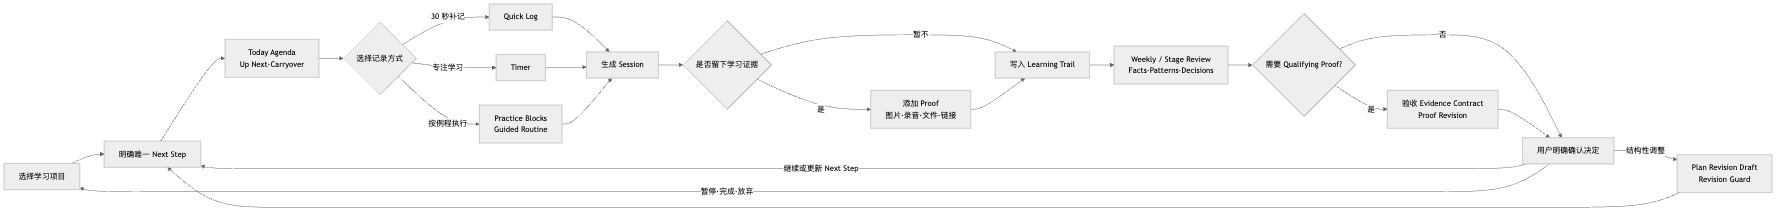 选择学习项目
明确唯一 Next Step
Today Agenda
Up Next·Carryover
选择记录方式
30 秒补记
Quick Log
专注学习
Timer
按例程执行
Practice Blocks
Guided Routine
生成 Session
是否留下学习证据
暂不
是
添加 Proof
图片·录音·文件·链接
写入 Learning Trail
Weekly / Stage Review
Facts·Patterns·Decisions
需要 Qualifying Proof?
否
是
验收 Evidence Contract
Proof Revision
用户明确确认决定
结构性调整
Plan Revision Draft
Revision Guard
继续或更新 Next Step
暂停·完成·放弃